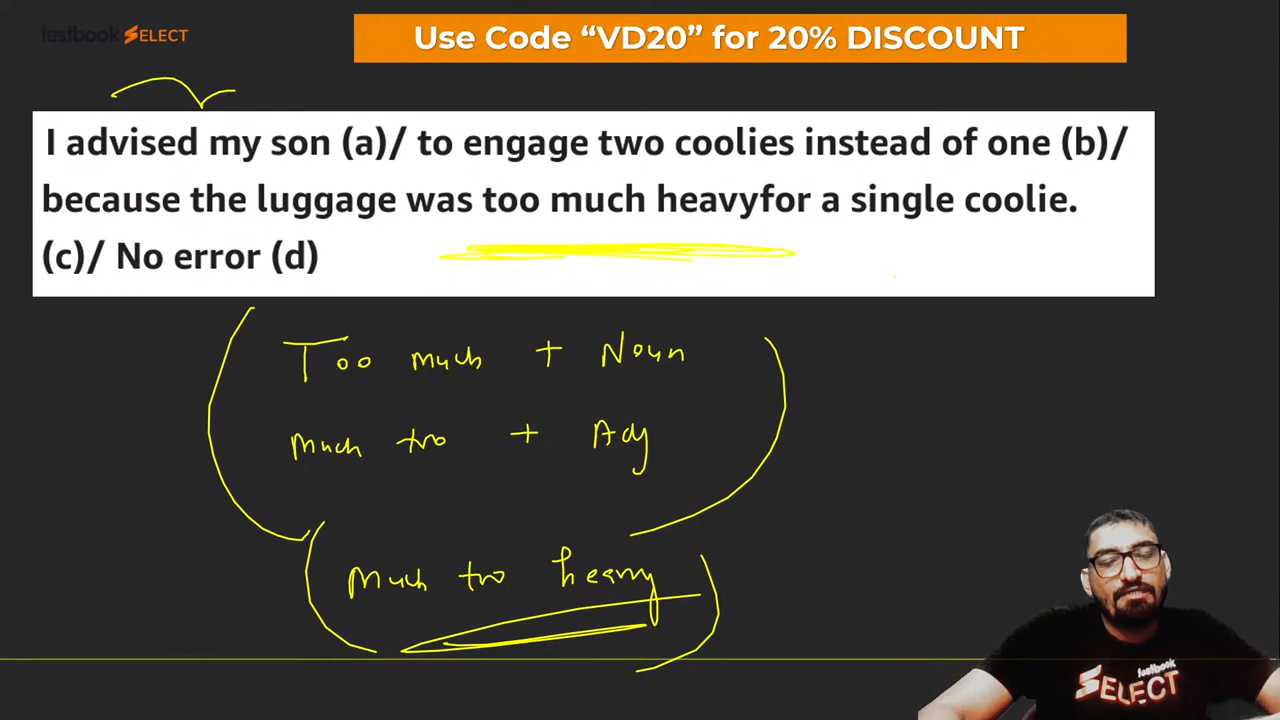 testbook SELECT
Use Code “VD20” for 20% DISCOUNT
I advised my son (a)/ to engage two coolies instead of one (b)/
because the luggage was too much heavyfor a single coolie.
(c)/ No error (d)
Too much + Noun
much too + Adj
much too heavy
testbook
SELECT